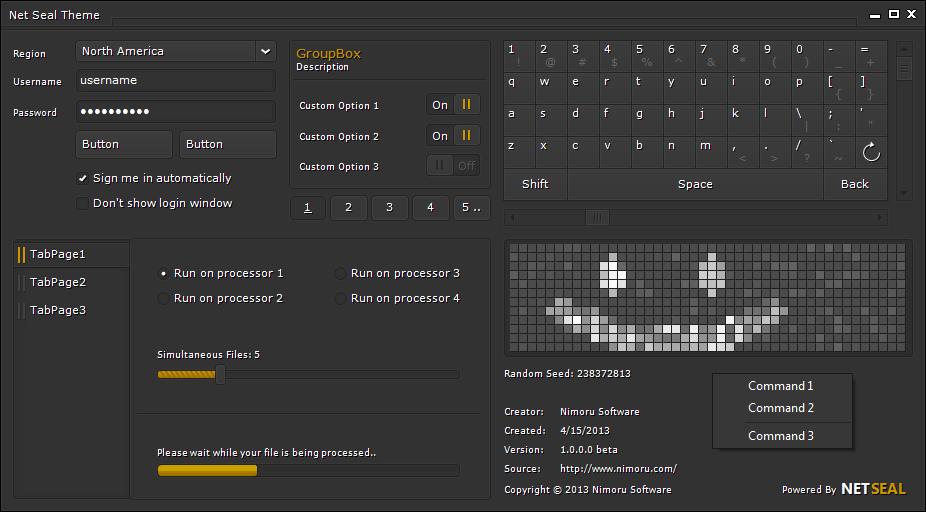 Net Seal Theme
Region
North America
Username
username
Password
••••••••••
Button
Button
Sign me in automatically
Don't show login window
GroupBox
Description
Custom Option 1
On
Custom Option 2
On
Custom Option 3
Off
1 2 3 4 5 ..
1 2 3 4 5 6 7 8 9 0 - =
! @ # $ % ^ & * ( ) _ +
q w e r t y u i o p [ ]
{ }
a s d f g h j k l \ ; '
| : "
z x c v b n m , . / `
< > ? ~
Shift
Space
Back
TabPage1
TabPage2
TabPage3
Run on processor 1
Run on processor 3
Run on processor 2
Run on processor 4
Simultaneous Files: 5
Please wait while your file is being processed..
Random Seed: 238372813
Creator: Nimoru Software
Created: 4/15/2013
Version: 1.0.0.0 beta
Source: http://www.nimoru.com/
Copyright © 2013 Nimoru Software
Command 1
Command 2
Command 3
Powered By NETSEAL